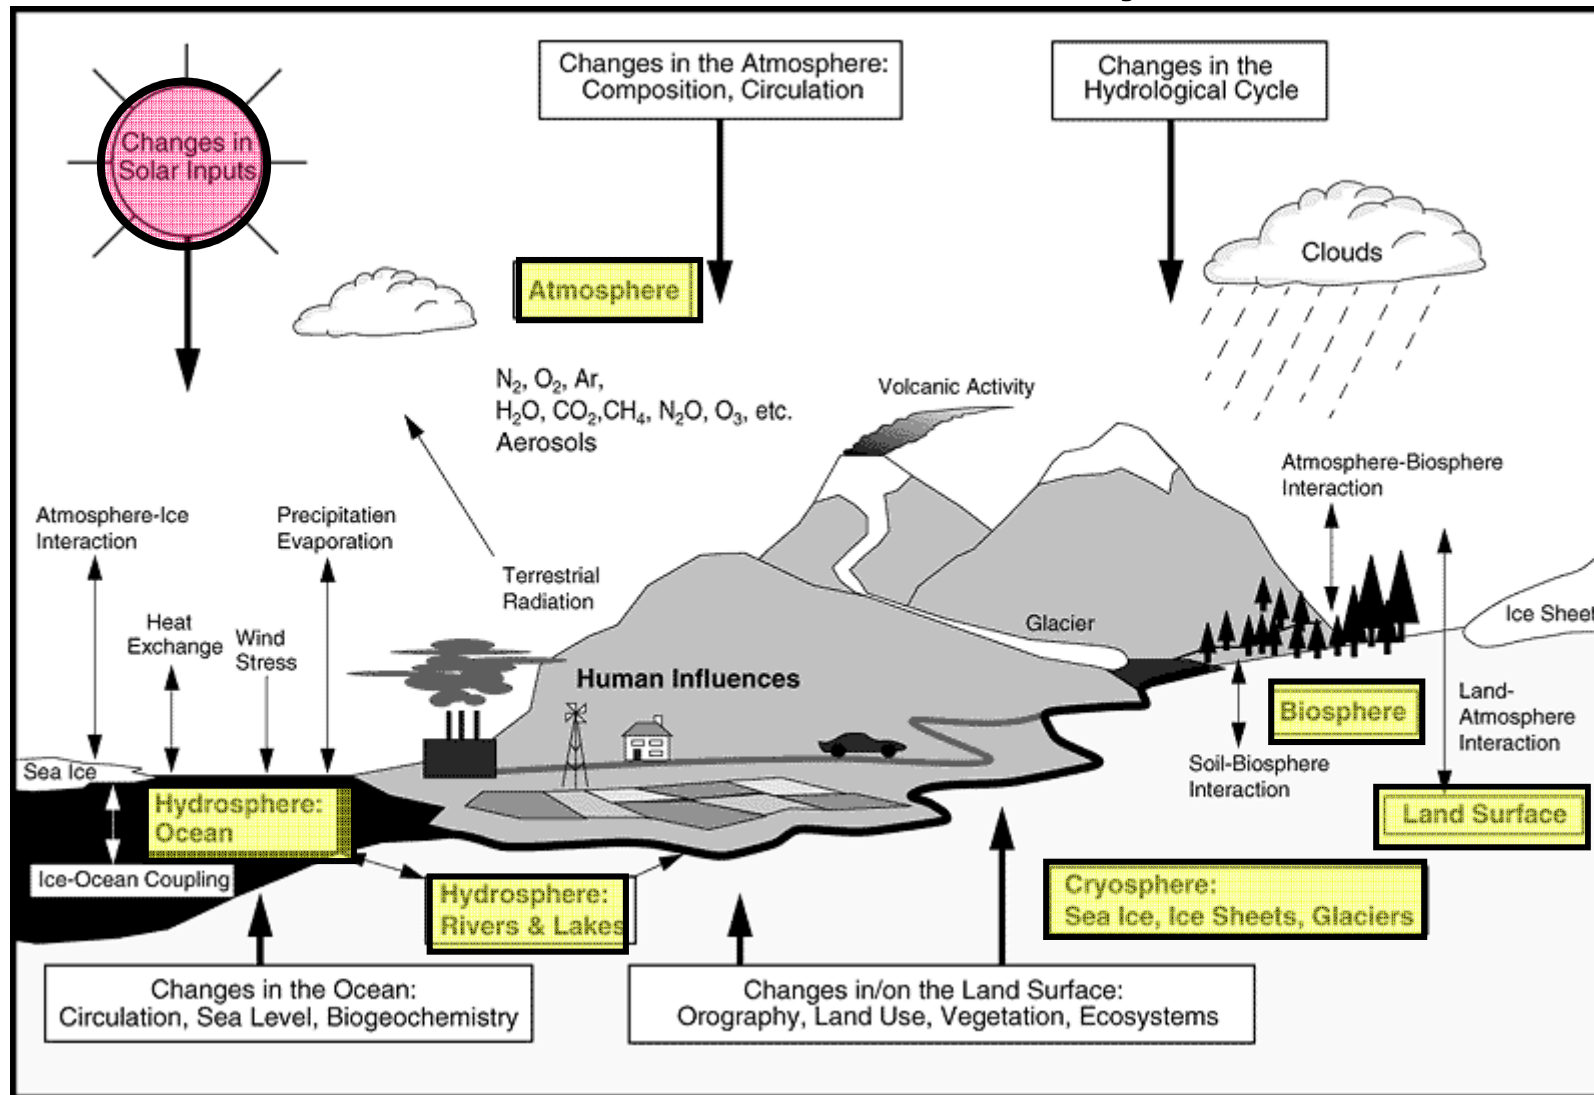 Changes in the Atmosphere:
Composition, Circulation
Changes in the
Hydrological Cycle
Changes in
Solar Inputs
Clouds
Atmosphere
N₂, O₂, Ar,
H₂O, CO₂,CH₄, N₂O, O₃, etc.
Aerosols
Volcanic Activity
Atmosphere-Biosphere
Interaction
Atmosphere-Ice
Interaction
Precipitation
Evaporation
Terrestrial
Radiation
Heat
Exchange
Wind
Stress
Glacier
Ice Sheet
Human Influences
Biosphere
Land-
Atmosphere
Interaction
Soil-Biosphere
Interaction
Sea Ice
Hydrosphere:
Ocean
Land Surface
Ice-Ocean Coupling
Hydrosphere:
Rivers & Lakes
Cryosphere:
Sea Ice, Ice Sheets, Glaciers
Changes in the Ocean:
Circulation, Sea Level, Biogeochemistry
Changes in/on the Land Surface:
Orography, Land Use, Vegetation, Ecosystems